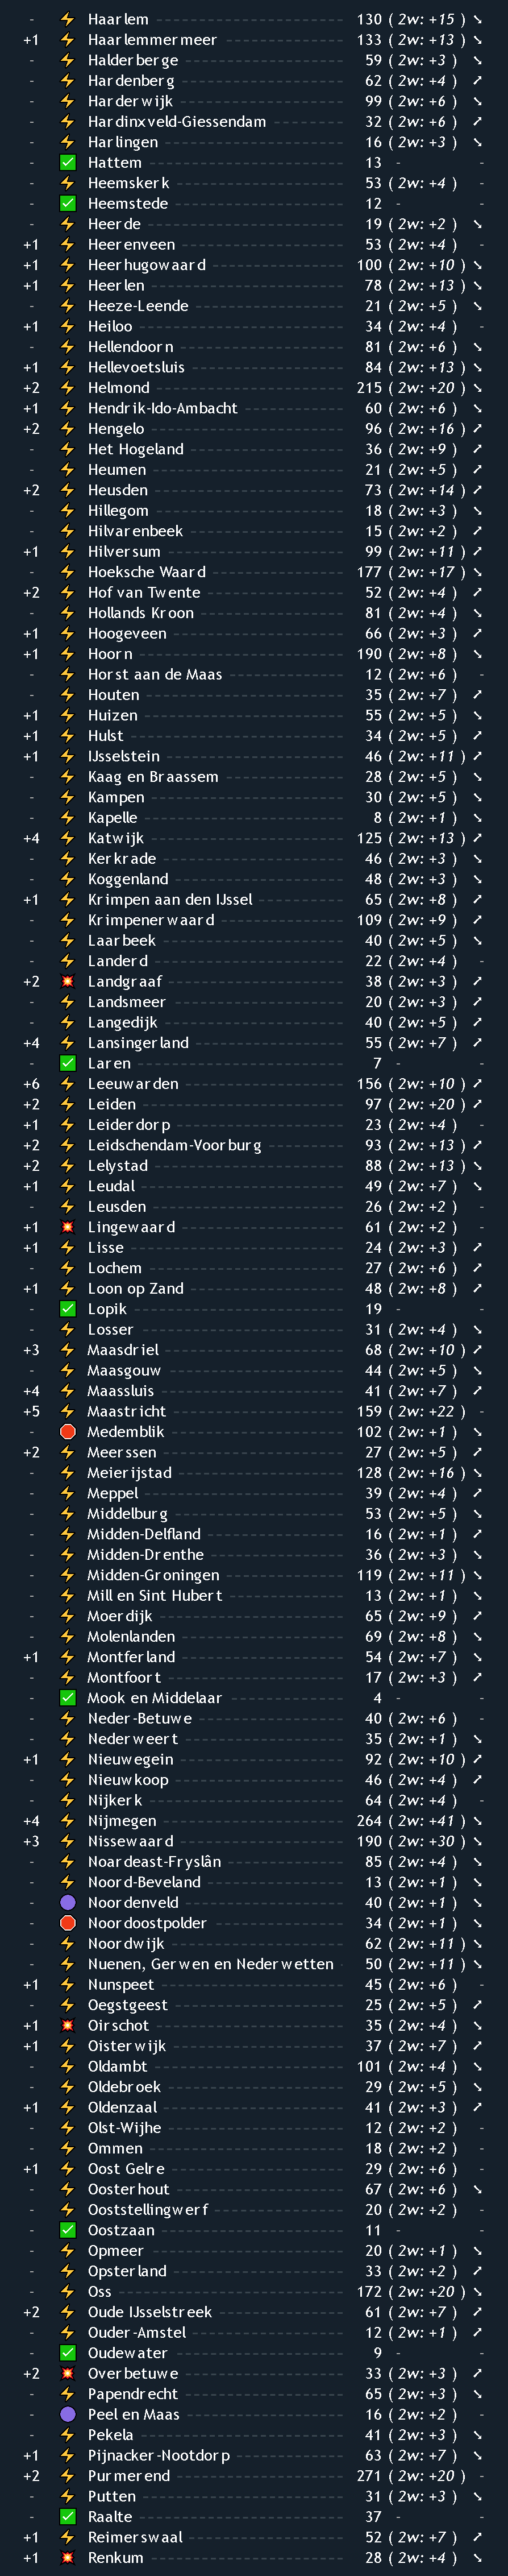 - ⚡ Haarlem 130 ( 2w: +15 ) ↘
+1 ⚡ Haarlemmermeer 133 ( 2w: +13 ) ↘
- ⚡ Halderberge 59 ( 2w: +3 ) ↘
- ⚡ Hardenberg 62 ( 2w: +4 ) ↗
- ⚡ Harderwijk 99 ( 2w: +6 ) ↘
- ⚡ Hardinxveld-Giessendam 32 ( 2w: +6 ) ↗
- ⚡ Harlingen 16 ( 2w: +3 ) ↘
- ✅ Hattem 13 - -
- ⚡ Heemskerk 53 ( 2w: +4 ) -
- ✅ Heemstede 12 - -
- ⚡ Heerde 19 ( 2w: +2 ) ↘
+1 ⚡ Heerenveen 53 ( 2w: +4 ) -
+1 ⚡ Heerhugowaard 100 ( 2w: +10 ) ↘
+1 ⚡ Heerlen 78 ( 2w: +13 ) ↘
- ⚡ Heeze-Leende 21 ( 2w: +5 ) ↘
+1 ⚡ Heiloo 34 ( 2w: +4 ) -
- ⚡ Hellendoorn 81 ( 2w: +6 ) ↘
+1 ⚡ Hellevoetsluis 84 ( 2w: +13 ) ↘
+2 ⚡ Helmond 215 ( 2w: +20 ) ↘
+1 ⚡ Hendrik-Ido-Ambacht 60 ( 2w: +6 ) ↘
+2 ⚡ Hengelo 96 ( 2w: +16 ) ↗
- ⚡ Het Hogeland 36 ( 2w: +9 ) ↗
- ⚡ Heumen 21 ( 2w: +5 ) ↗
+2 ⚡ Heusden 73 ( 2w: +14 ) ↗
- ⚡ Hillegom 18 ( 2w: +3 ) ↘
- ⚡ Hilvarenbeek 15 ( 2w: +2 ) ↗
+1 ⚡ Hilversum 99 ( 2w: +11 ) ↗
- ⚡ Hoeksche Waard 177 ( 2w: +17 ) ↘
+2 ⚡ Hof van Twente 52 ( 2w: +4 ) ↗
- ⚡ Hollands Kroon 81 ( 2w: +4 ) ↘
+1 ⚡ Hoogeveen 66 ( 2w: +3 ) ↗
+1 ⚡ Hoorn 190 ( 2w: +8 ) ↘
- ⚡ Horst aan de Maas 12 ( 2w: +6 ) -
- ⚡ Houten 35 ( 2w: +7 ) ↗
+1 ⚡ Huizen 55 ( 2w: +5 ) ↘
+1 ⚡ Hulst 34 ( 2w: +5 ) ↗
+1 ⚡ IJsselstein 46 ( 2w: +11 ) ↗
- ⚡ Kaag en Braassem 28 ( 2w: +5 ) ↘
- ⚡ Kampen 30 ( 2w: +5 ) ↘
- ⚡ Kapelle 8 ( 2w: +1 ) ↘
+4 ⚡ Katwijk 125 ( 2w: +13 ) ↗
- ⚡ Kerkrade 46 ( 2w: +3 ) ↘
- ⚡ Koggenland 48 ( 2w: +3 ) ↘
+1 ⚡ Krimpen aan den IJssel 65 ( 2w: +8 ) ↗
- ⚡ Krimpenerwaard 109 ( 2w: +9 ) ↗
- ⚡ Laarbeek 40 ( 2w: +5 ) ↘
- ⚡ Landerd 22 ( 2w: +4 ) -
+2 💥 Landgraaf 38 ( 2w: +3 ) ↗
- ⚡ Landsmeer 20 ( 2w: +3 ) ↗
- ⚡ Langedijk 40 ( 2w: +5 ) ↗
+4 ⚡ Lansingerland 55 ( 2w: +7 ) ↗
- ✅ Laren 7 - -
+6 ⚡ Leeuwarden 156 ( 2w: +10 ) ↗
+2 ⚡ Leiden 97 ( 2w: +20 ) ↗
+1 ⚡ Leiderdorp 23 ( 2w: +4 ) -
+2 ⚡ Leidschendam-Voorburg 93 ( 2w: +13 ) ↗
+2 ⚡ Lelystad 88 ( 2w: +13 ) ↘
+1 ⚡ Leudal 49 ( 2w: +7 ) ↘
- ⚡ Leusden 26 ( 2w: +2 ) -
+1 💥 Lingewaard 61 ( 2w: +2 ) -
+1 ⚡ Lisse 24 ( 2w: +3 ) ↗
- ⚡ Lochem 27 ( 2w: +6 ) ↗
+1 ⚡ Loon op Zand 48 ( 2w: +8 ) ↗
- ✅ Lopik 19 - -
- ⚡ Losser 31 ( 2w: +4 ) ↘
+3 ⚡ Maasdriel 68 ( 2w: +10 ) ↗
- ⚡ Maasgouw 44 ( 2w: +5 ) ↘
+4 ⚡ Maassluis 41 ( 2w: +7 ) ↗
+5 ⚡ Maastricht 159 ( 2w: +22 ) -
- 🛑 Medemblik 102 ( 2w: +1 ) ↘
+2 ⚡ Meerssen 27 ( 2w: +5 ) ↗
- ⚡ Meierijstad 128 ( 2w: +16 ) ↘
- ⚡ Meppel 39 ( 2w: +4 ) ↗
- ⚡ Middelburg 53 ( 2w: +5 ) ↘
- ⚡ Midden-Delfland 16 ( 2w: +1 ) ↗
- ⚡ Midden-Drenthe 36 ( 2w: +3 ) ↘
- ⚡ Midden-Groningen 119 ( 2w: +11 ) ↘
- ⚡ Mill en Sint Hubert 13 ( 2w: +1 ) ↘
- ⚡ Moerdijk 65 ( 2w: +9 ) ↗
- ⚡ Molenlanden 69 ( 2w: +8 ) ↘
+1 ⚡ Montferland 54 ( 2w: +7 ) ↘
- ⚡ Montfoort 17 ( 2w: +3 ) ↗
- ✅ Mook en Middelaar 4 - -
- ⚡ Neder-Betuwe 40 ( 2w: +6 ) -
- ⚡ Nederweert 35 ( 2w: +1 ) ↘
+1 ⚡ Nieuwegein 92 ( 2w: +10 ) ↗
- ⚡ Nieuwkoop 46 ( 2w: +4 ) ↗
- ⚡ Nijkerk 64 ( 2w: +4 ) -
+4 ⚡ Nijmegen 264 ( 2w: +41 ) ↘
+3 ⚡ Nissewaard 190 ( 2w: +30 ) ↘
- ⚡ Noardeast-Fryslân 85 ( 2w: +4 ) ↘
- ⚡ Noord-Beveland 13 ( 2w: +1 ) ↘
- 🟣 Noordenveld 40 ( 2w: +1 ) ↘
- 🛑 Noordoostpolder 34 ( 2w: +1 ) ↘
- ⚡ Noordwijk 62 ( 2w: +11 ) ↘
- ⚡ Nuenen, Gerwen en Nederwetten 50 ( 2w: +11 ) ↘
+1 ⚡ Nunspeet 45 ( 2w: +6 ) -
- ⚡ Oegstgeest 25 ( 2w: +5 ) ↗
+1 💥 Oirschot 35 ( 2w: +4 ) ↘
+1 ⚡ Oisterwijk 37 ( 2w: +7 ) ↗
- ⚡ Oldambt 101 ( 2w: +4 ) ↘
- ⚡ Oldebroek 29 ( 2w: +5 ) ↘
+1 ⚡ Oldenzaal 41 ( 2w: +3 ) ↗
- ⚡ Olst-Wijhe 12 ( 2w: +2 ) -
- ⚡ Ommen 18 ( 2w: +2 ) -
+1 ⚡ Oost Gelre 29 ( 2w: +6 ) -
- ⚡ Oosterhout 67 ( 2w: +6 ) ↘
- ⚡ Ooststellingwerf 20 ( 2w: +2 ) -
- ✅ Oostzaan 11 - -
- ⚡ Opmeer 20 ( 2w: +1 ) ↘
- ⚡ Opsterland 33 ( 2w: +2 ) ↗
- ⚡ Oss 172 ( 2w: +20 ) ↘
+2 ⚡ Oude IJsselstreek 61 ( 2w: +7 ) ↗
- ⚡ Ouder-Amstel 12 ( 2w: +1 ) ↗
- ✅ Oudewater 9 - -
+2 💥 Overbetuwe 33 ( 2w: +3 ) ↗
- ⚡ Papendrecht 65 ( 2w: +3 ) ↘
- 🟣 Peel en Maas 16 ( 2w: +2 ) -
- ⚡ Pekela 41 ( 2w: +3 ) ↘
+1 ⚡ Pijnacker-Nootdorp 63 ( 2w: +7 ) ↘
+2 ⚡ Purmerend 271 ( 2w: +20 ) -
- ⚡ Putten 31 ( 2w: +3 ) ↘
- ✅ Raalte 37 - -
+1 ⚡ Reimerswaal 52 ( 2w: +7 ) ↗
+1 💥 Renkum 28 ( 2w: +4 ) ↘